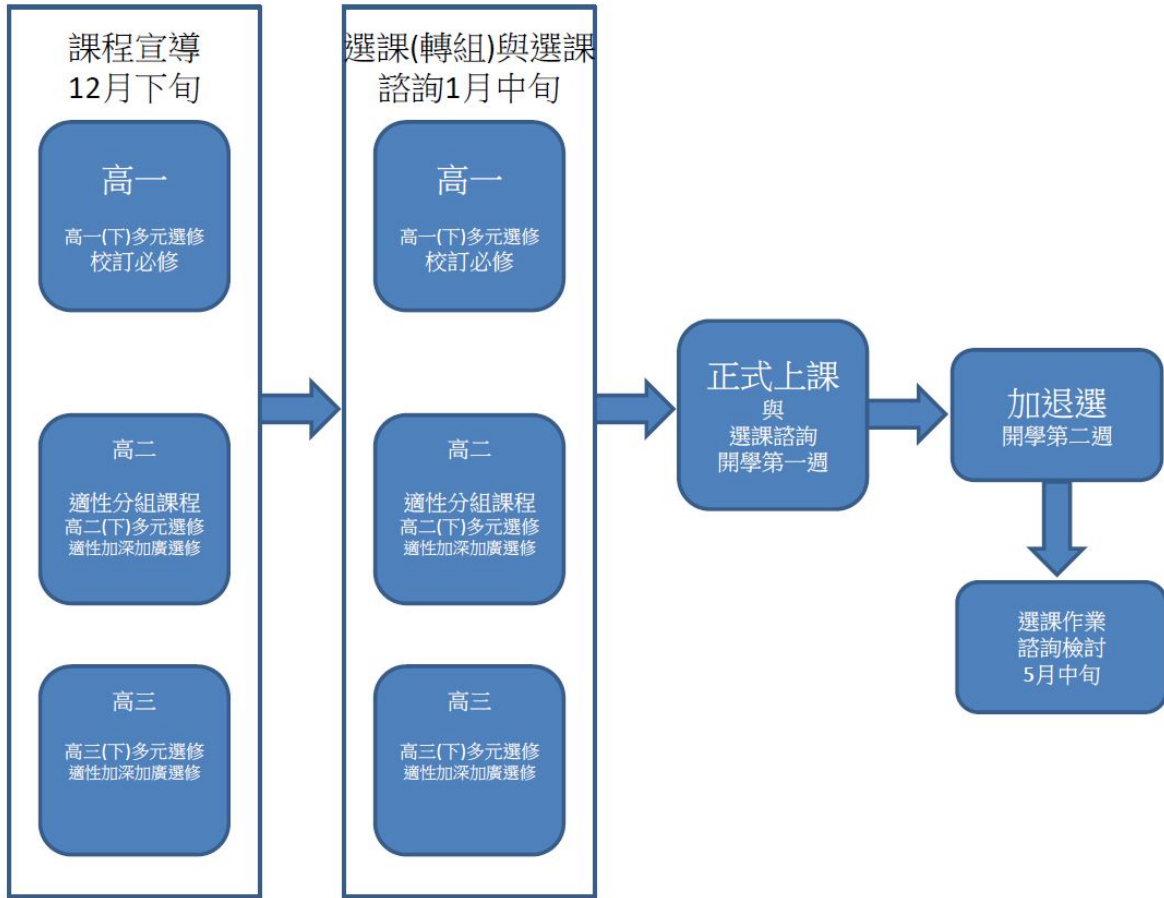 課程宣導
12月下旬
高一
高一(下)多元選修
校訂必修
高二
適性分組課程
高二(下)多元選修
適性加深加廣選修
高三
高三(下)多元選修
適性加深加廣選修
選課(轉組)與選課
諮詢1月中旬
高一
高一(下)多元選修
校訂必修
高二
適性分組課程
高二(下)多元選修
適性加深加廣選修
高三
高三(下)多元選修
適性加深加廣選修
正式上課
與
選課諮詢
開學第一週
加退選
開學第二週
選課作業
諮詢檢討
5月中旬